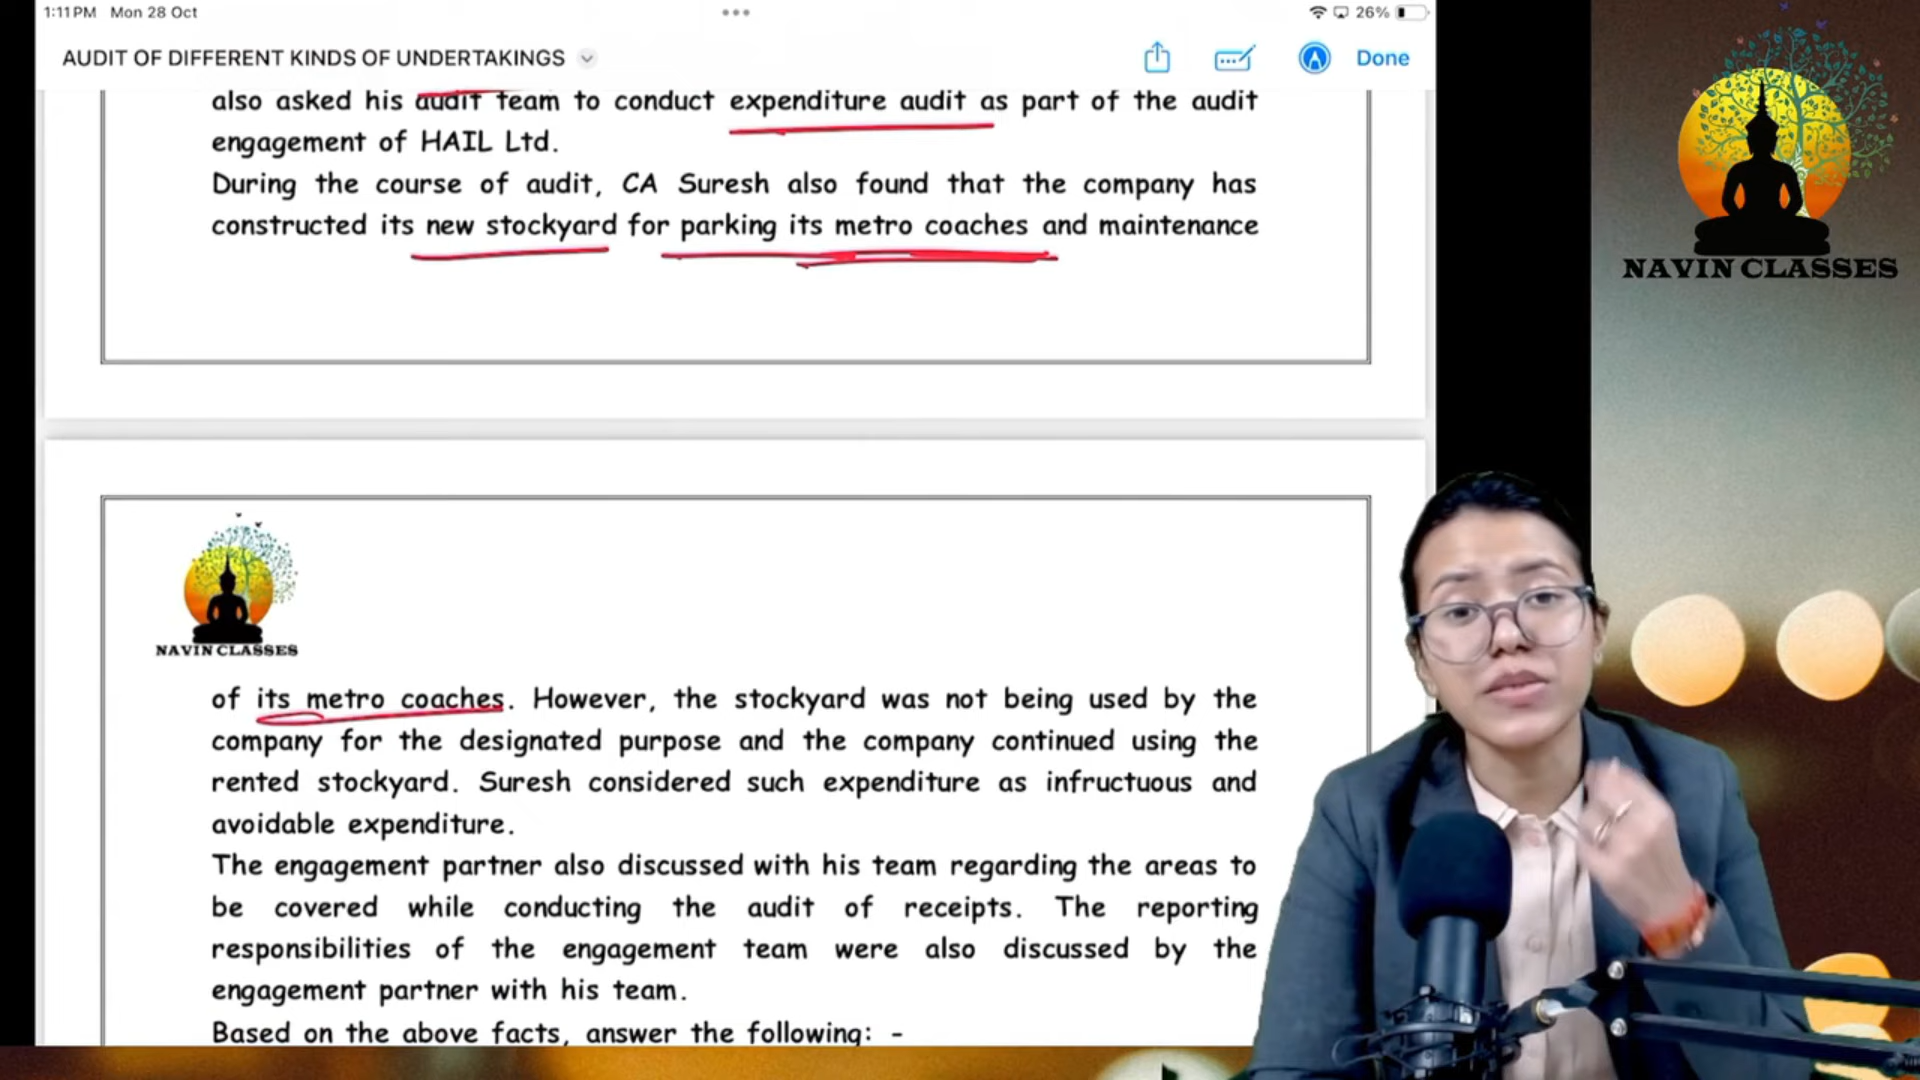 1:11PM Mon 28 Oct
26%
AUDIT OF DIFFERENT KINDS OF UNDERTAKINGS
Done
also asked his audit team to conduct expenditure audit as part of the audit
engagement of HAIL Ltd.
During the course of audit, CA Suresh also found that the company has
constructed its new stockyard for parking its metro coaches and maintenance
NAVIN CLASSES
NAVIN CLASSES
of its metro coaches. However, the stockyard was not being used by the
company for the designated purpose and the company continued using the
rented stockyard. Suresh considered such expenditure as infructuous and
avoidable expenditure.
The engagement partner also discussed with his team regarding the areas to
be covered while conducting the audit of receipts. The reporting
responsibilities of the engagement team were also discussed by the
engagement partner with his team.
Based on the above facts, answer the following: -